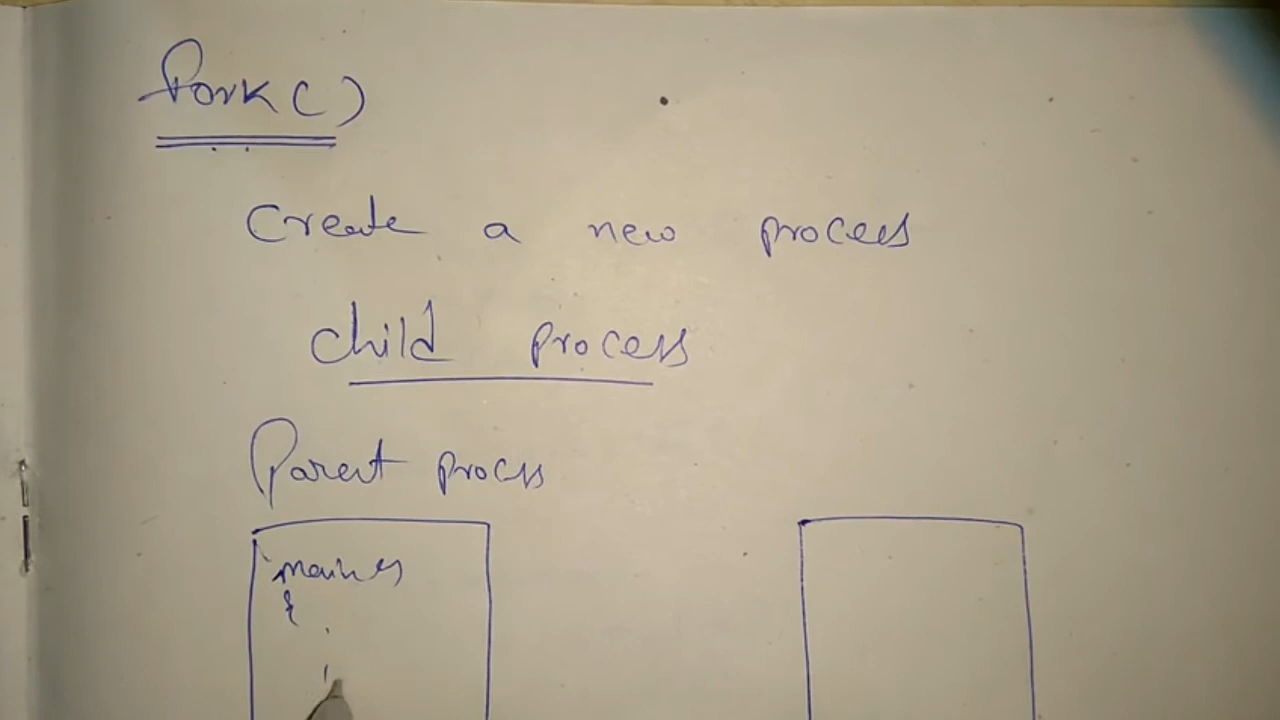 fork()
Create a new process
child process
Parent process
main()
{